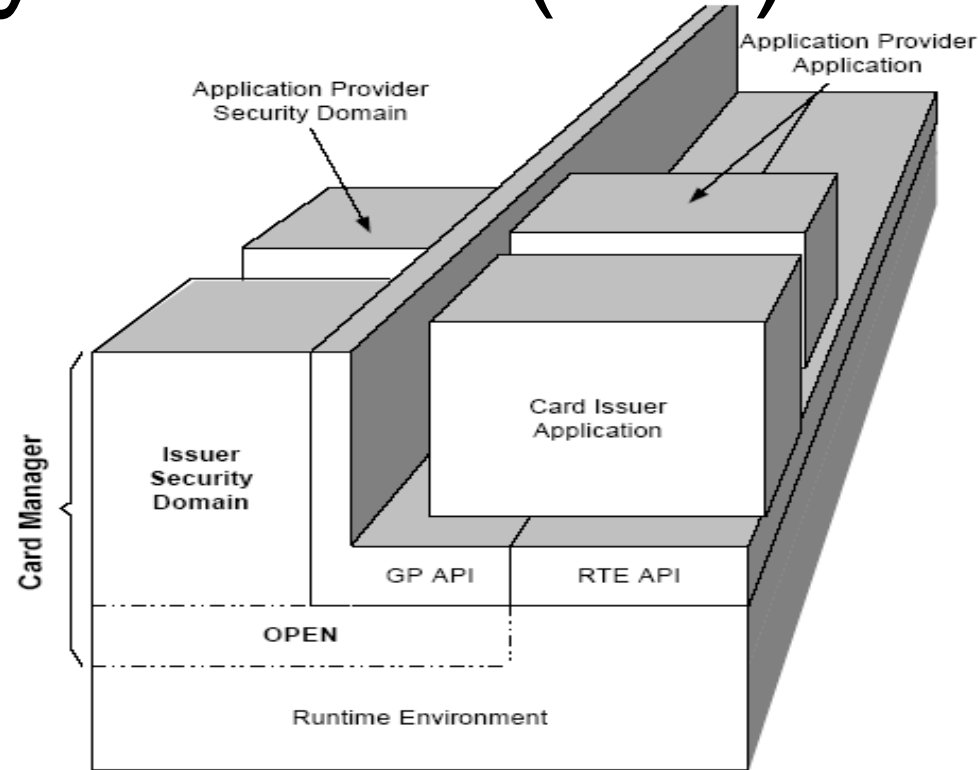 Application Provider
Application
Application Provider
Security Domain
Card Issuer
Application
Issuer
Security
Domain
Card Manager
GP API
RTE API
OPEN
Runtime Environment